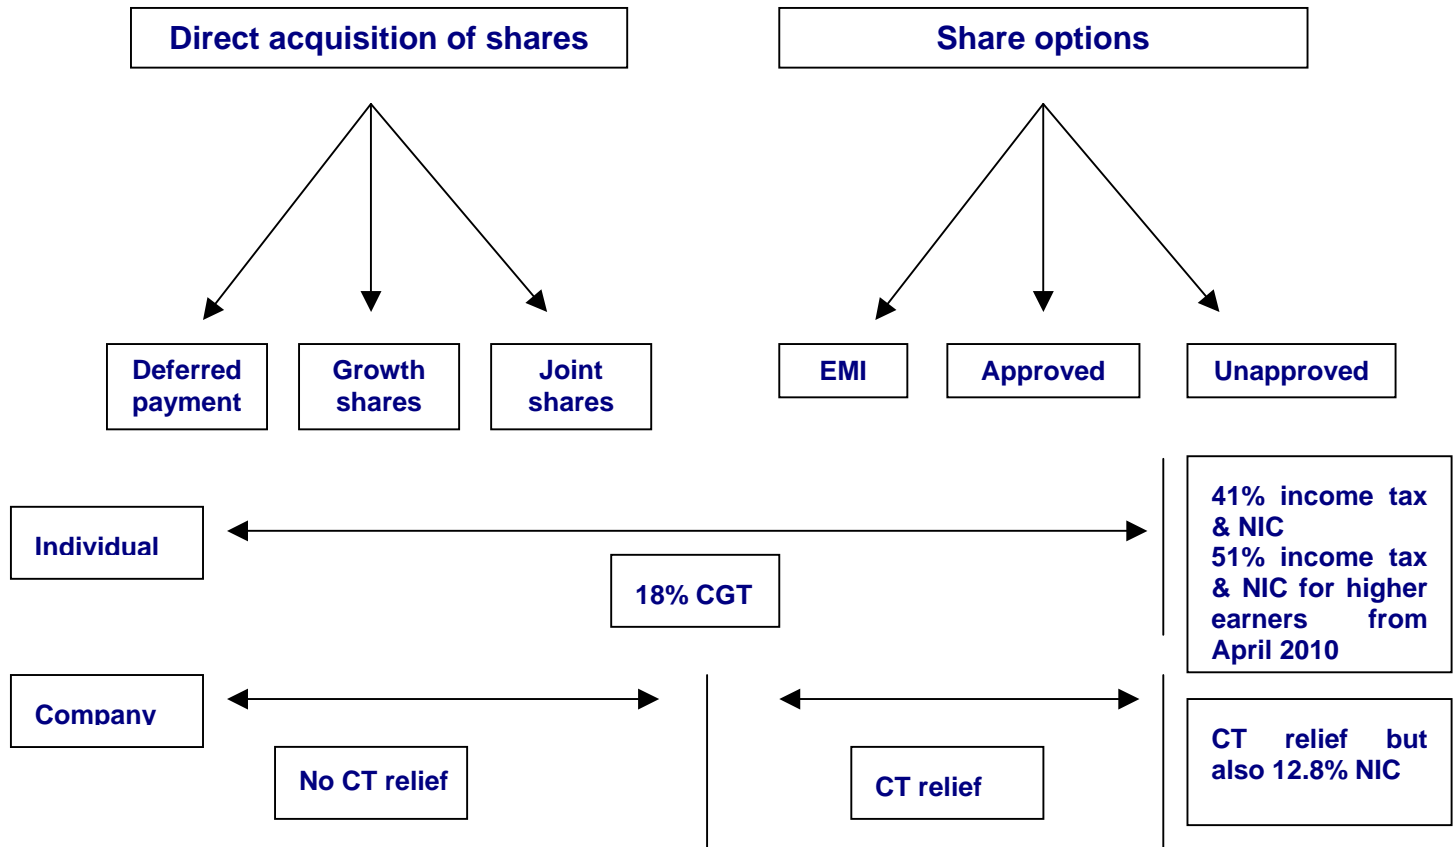 Direct acquisition of shares
Share options
Deferred
payment
Growth
shares
Joint
shares
EMI
Approved
Unapproved
Individual
18% CGT
41% income tax
& NIC
51% income tax
& NIC for higher
earners from
April 2010
Company
No CT relief
CT relief
CT relief but
also 12.8% NIC